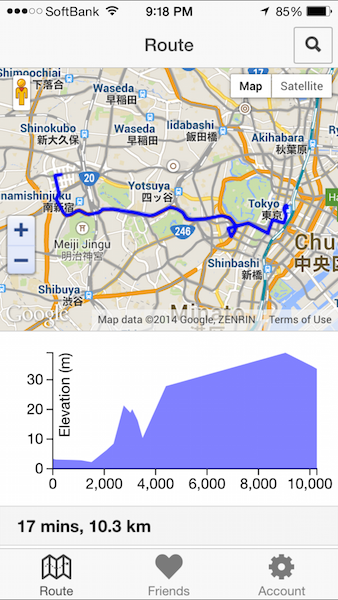 SoftBank 9:18 PM 85%
Route
Map Satellite
Shimoochiai
下落合
Waseda
早稲田
Waseda
早稲田
Iidabashi
飯田橋
Shinokubo
新大久保
Akihabara
秋葉原
20
Yotsuya
四ッ谷
Minamishinjuku
南新宿
Tokyo
東京
Ha
+
−
Meiji Jingu
明治神宮
246
Shinbashi
新橋
Chu
中央区
Shibuya
渋谷
Minato
Google
Map data ©2014 Google, ZENRIN Terms of Use
Elevation (m)
30
20
10
0
0 2,000 4,000 6,000 8,000 10,000
17 mins, 10.3 km
Route Friends Account